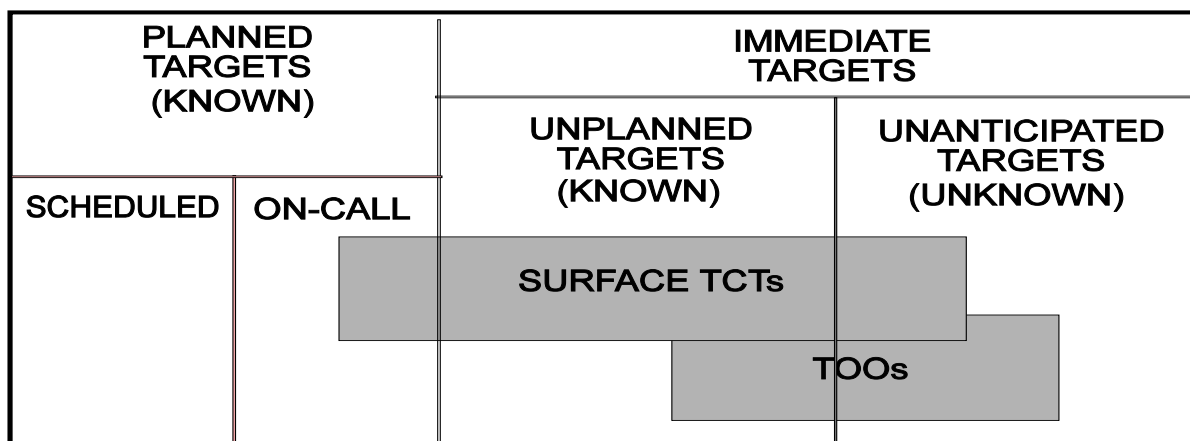 PLANNED
TARGETS
(KNOWN)
IMMEDIATE
TARGETS
UNPLANNED
TARGETS
(KNOWN)
UNANTICIPATED
TARGETS
(UNKNOWN)
SCHEDULED
ON-CALL
SURFACE TCTs
TOOs